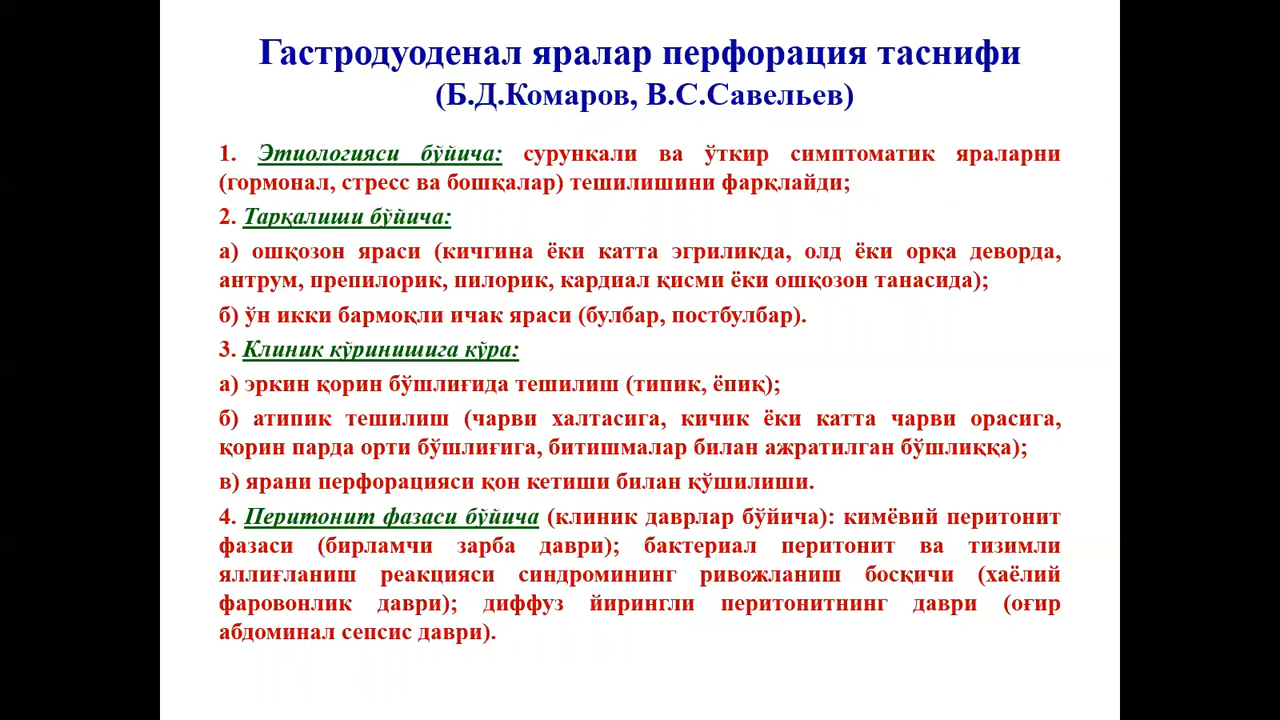 Гастродуоденал яралар перфорация таснифи
(Б.Д.Комаров, В.С.Савельев)
1. Этиологияси бўйича: сурункали ва ўткир симптоматик яраларни
(гормонал, стресс ва бошқалар) тешилишини фарқлайди;
2. Тарқалиши бўйича:
а) ошқозон яраси (кичгина ёки катта эгриликда, олд ёки орқа деворда,
антрум, препилорик, пилорик, кардиал қисми ёки ошқозон танасида);
б) ўн икки бармоқли ичак яраси (булбар, постбулбар).
3. Клиник кўринишига кўра:
а) эркин қорин бўшлиғида тешилиш (типик, ёпиқ);
б) атипик тешилиш (чарви халтасига, кичик ёки катта чарви орасига,
қорин парда орти бўшлиғига, битишмалар билан ажратилган бўшлиққа);
в) ярани перфорацияси қон кетиши билан қўшилиши.
4. Перитонит фазаси бўйича (клиник даврлар бўйича): кимёвий перитонит
фазаси (бирламчи зарба даври); бактериал перитонит ва тизимли
яллиғланиш реакцияси синдромининг ривожланиш босқичи (хаёлий
фаровонлик даври); диффуз йирингли перитонитнинг даври (оғир
абдоминал сепсис даври).